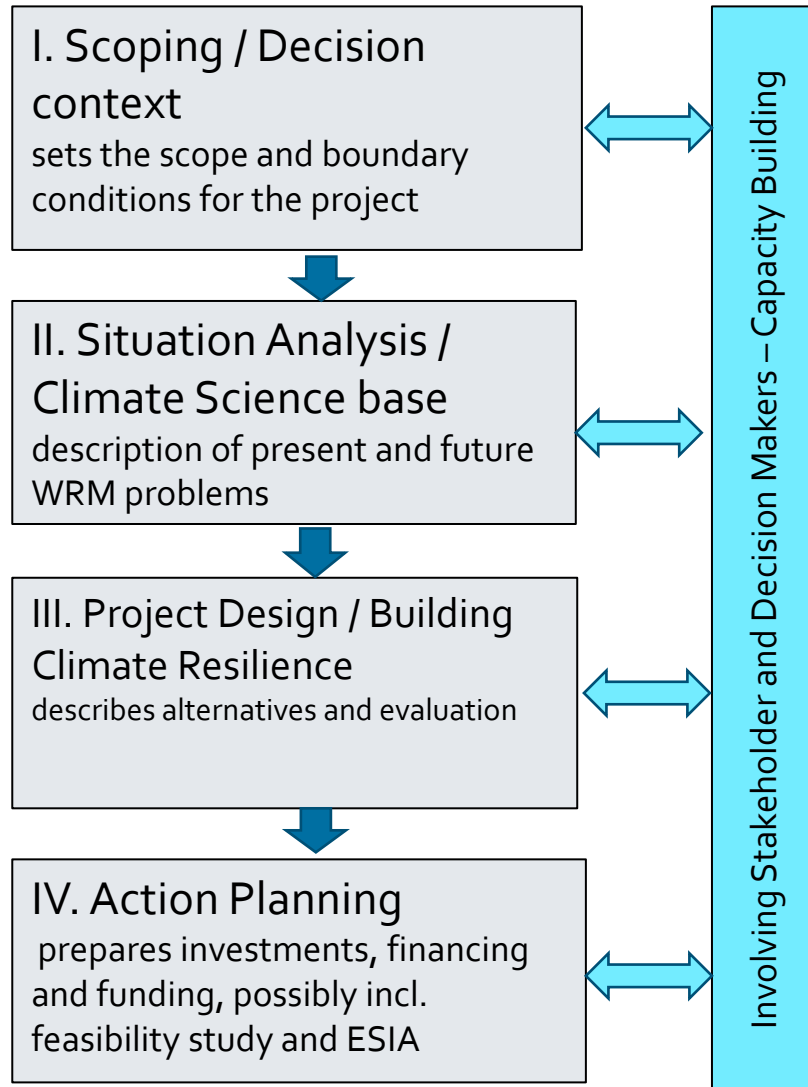 I. Scoping / Decision
context
sets the scope and boundary
conditions for the project
II. Situation Analysis /
Climate Science base
description of present and future
WRM problems
III. Project Design / Building
Climate Resilience
describes alternatives and evaluation
IV. Action Planning
prepares investments, financing
and funding, possibly incl.
feasibility study and ESIA
Involving Stakeholder and Decision Makers – Capacity Building